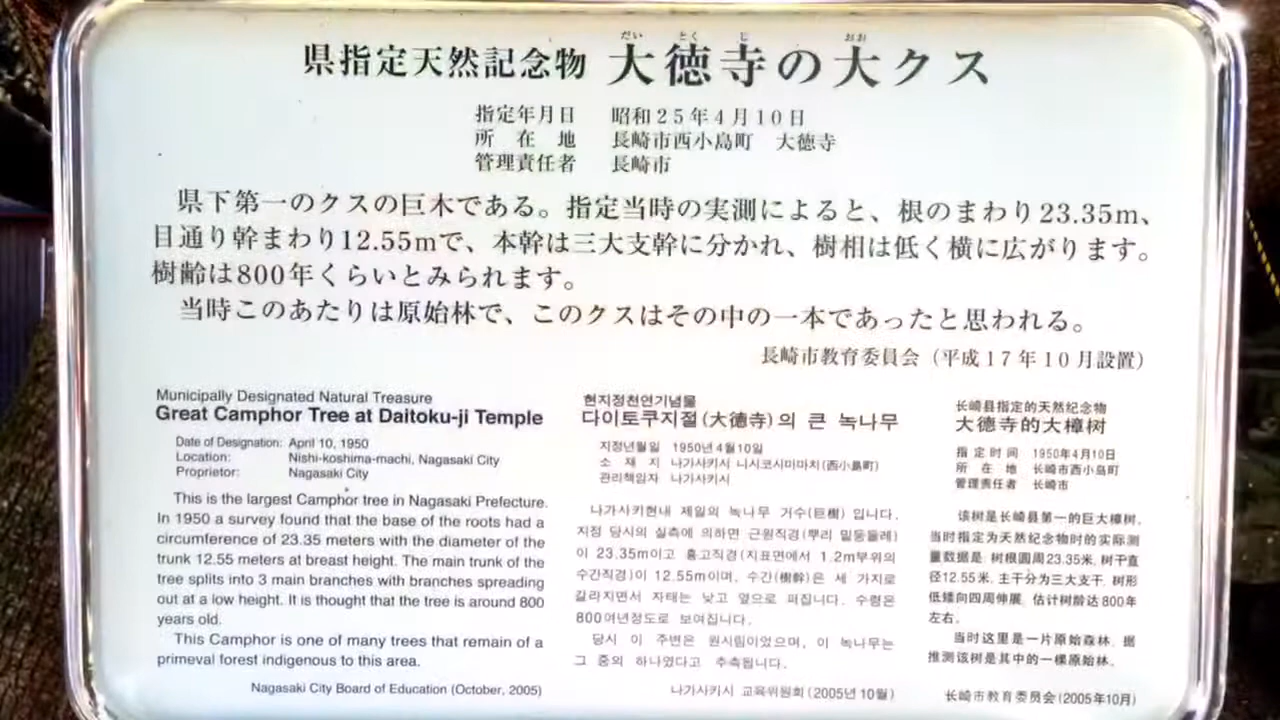 県指定天然記念物 大徳寺の大クス
だい とく じ おお
指定年月日 昭和25年4月10日
所在地 長崎市西小島町 大徳寺
管理責任者 長崎市
県下第一のクスの巨木である。指定当時の実測によると、根のまわり23.35m、
目通り幹まわり12.55mで、本幹は三大支幹に分かれ、樹相は低く横に広がります。
樹齢は800年くらいとみられます。
当時このあたりは原始林で、このクスはその中の一本であったと思われる。
長崎市教育委員会(平成17年10月設置)
Municipally Designated Natural Treasure
Great Camphor Tree at Daitoku-ji Temple
Date of Designation: April 10, 1950
Location: Nishi-koshima-machi, Nagasaki City
Proprietor: Nagasaki City
This is the largest Camphor tree in Nagasaki Prefecture.
In 1950 a survey found that the base of the roots had a
circumference of 23.35 meters with the diameter of the
trunk 12.55 meters at breast height. The main trunk of the
tree splits into 3 main branches with branches spreading
out at a low height. It is thought that the tree is around 800
years old.
This Camphor is one of many trees that remain of a
primeval forest indigenous to this area.
Nagasaki City Board of Education (October, 2005)
현지정천연기념물
다이토쿠지절(大德寺)의 큰 녹나무
지정년월일 1950년 4월10일
소재지 나가사키시 니시코시마마치(西小島町)
관리책임자 나가사키시
나가사키현내 제일의 녹나무 거수(巨樹) 입니다.
지정 당시의 실측에 의하면 근원직경(뿌리 밑둥둘레)
이 23.35m이고 흉고직경(지표면에서 1.2m부위의
수간직경)이 12.55m이며, 수간(樹幹)은 세 가지로
갈라지면서 자태는 낮고 옆으로 퍼집니다. 수령은
800여년정도로 보여집니다.
당시 이 주변은 원시림이었으며, 이 녹나무는
그 중의 하나였다고 추측됩니다.
나가사키시 교육위원회(2005년 10월)
长崎县指定的天然纪念物
大德寺的大樟树
指定时间 1950年4月10日
所在地 长崎市西小岛町
管理责任者 长崎市
该树是长崎县第一的巨大樟树。
当时指定为天然纪念物时的实际测
量数据是: 树根圆周23.35米, 树干直
径12.55米. 主干分为三大支干. 树形
低矮向四周伸展. 估计树龄达800年
左右。
当时这里是一片原始森林. 据
推测该树是其中的一棵原始林。
长崎市教育委员会(2005年10月)